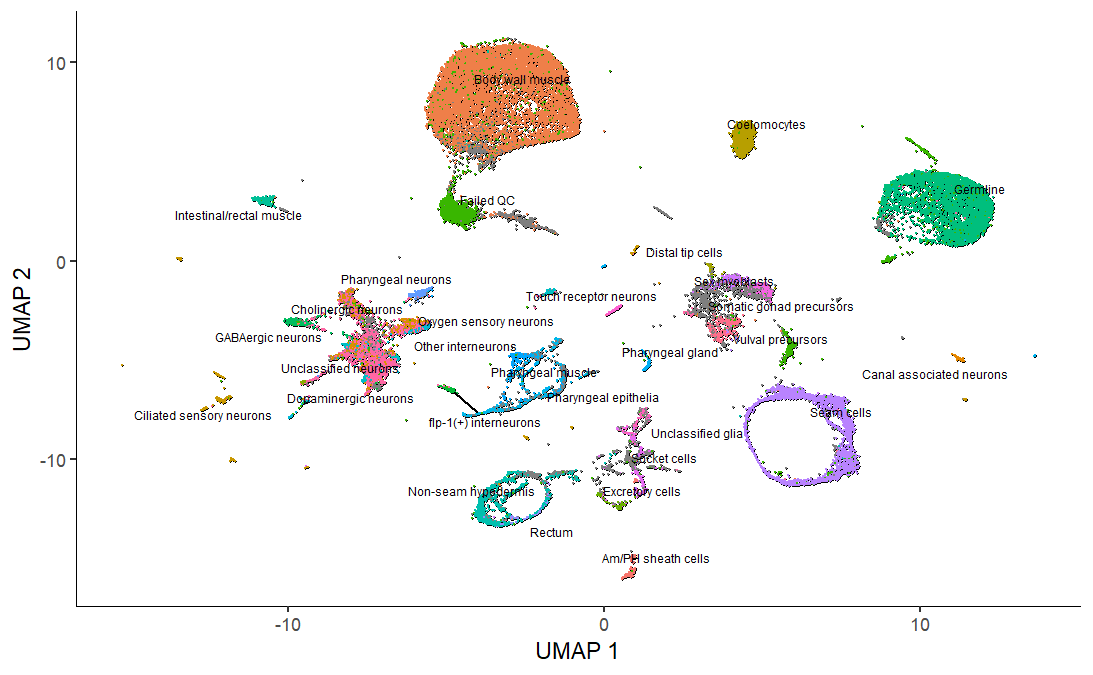 10
0
-10
UMAP 2
Body wall muscle
Coelomocytes
Germline
Failed QC
Intestinal/rectal muscle
Distal tip cells
Pharyngeal neurons
Sex myoblasts
Touch receptor neurons
Cholinergic neurons
Somatic gonad precursors
Oxygen sensory neurons
GABAergic neurons
Vulval precursors
Other interneurons
Pharyngeal gland
Unclassified neurons
Pharyngeal muscle
Canal associated neurons
Dopaminergic neurons
Pharyngeal epithelia
Ciliated sensory neurons
Seam cells
flp-1(+) interneurons
Unclassified glia
Socket cells
Non-seam hypodermis
Excretory cells
Rectum
Am/PH sheath cells
-10
0
10
UMAP 1